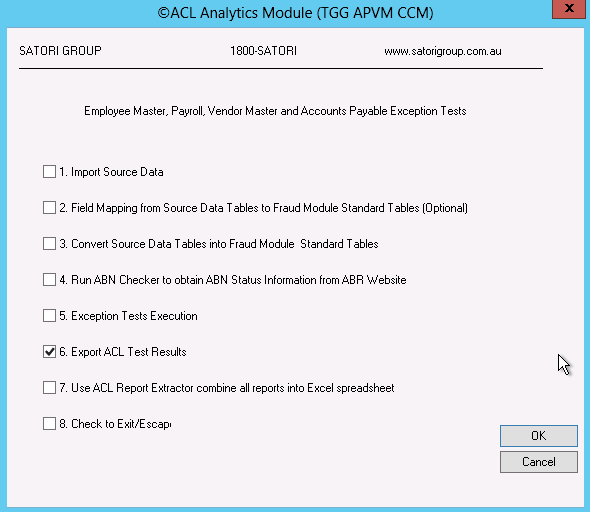 ©ACL Analytics Module (TGG APVM CCM)
x
SATORI GROUP 1800-SATORI www.satorigroup.com.au
Employee Master, Payroll, Vendor Master and Accounts Payable Exception Tests
1. Import Source Data
2. Field Mapping from Source Data Tables to Fraud Module Standard Tables (Optional)
3. Convert Source Data Tables into Fraud Module Standard Tables
4. Run ABN Checker to obtain ABN Status Information from ABR Website
5. Exception Tests Execution
6. Export ACL Test Results
7. Use ACL Report Extractor combine all reports into Excel spreadsheet
8. Check to Exit/Escape
OK
Cancel